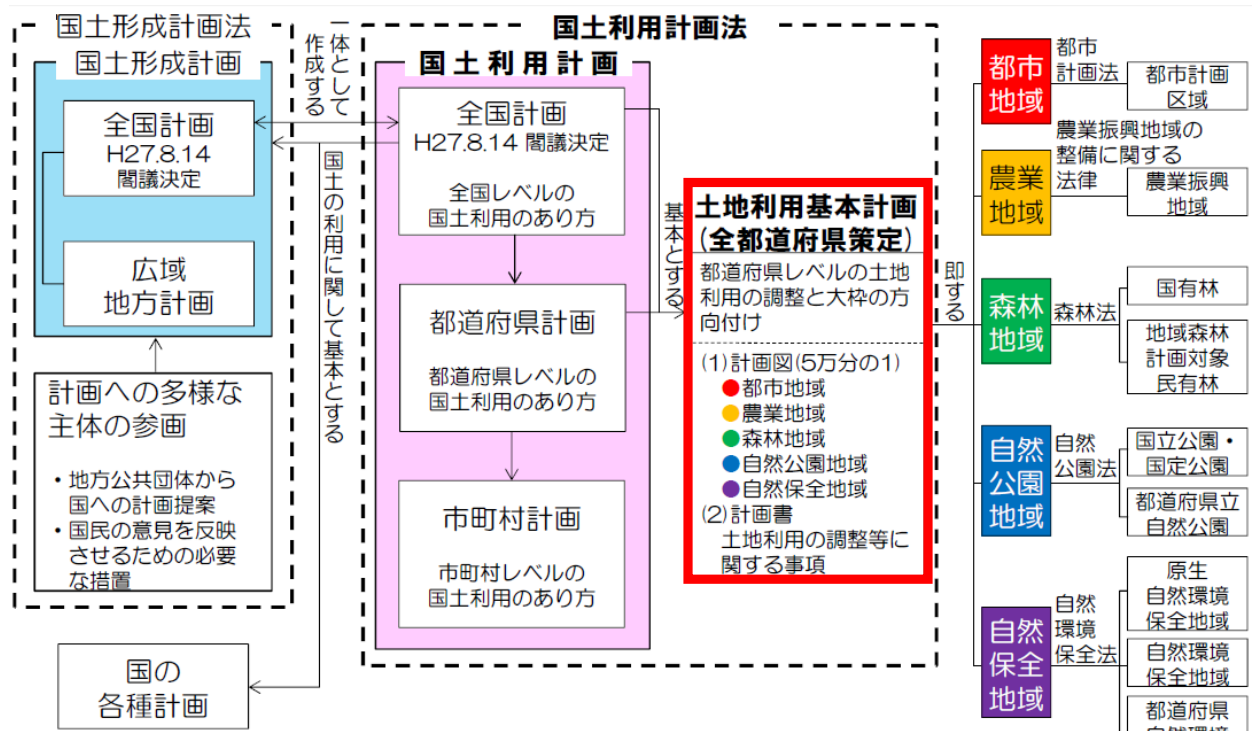 国土形成計画法
国土形成計画
全国計画
H27.8.14
閣議決定
広域
地方計画
計画への多様な
主体の参画
・地方公共団体から
国への計画提案
・国民の意見を反映
させるための必要
な措置
国の
各種計画
一体として
作成する
国土の利用に関して基本とする
国土利用計画法
国土利用計画
全国計画
H27.8.14 閣議決定
全国レベルの
国土利用のあり方
都道府県計画
都道府県レベルの
国土利用のあり方
市町村計画
市町村レベルの
国土利用のあり方
基本とする
土地利用基本計画
(全都道府県策定)
都道府県レベルの土地
利用の調整と大枠の方
向付け
(1)計画図(5万分の1)
●都市地域
●農業地域
●森林地域
●自然公園地域
●自然保全地域
(2)計画書
土地利用の調整等に
関する事項
即する
都市
地域
都市
計画法
都市計画
区域
農業
地域
農業振興地域の
整備に関する
法律
農業振興
地域
森林
地域
森林法
国有林
地域森林
計画対象
民有林
自然
公園
地域
自然
公園法
国立公園・
国定公園
都道府県立
自然公園
自然
保全
地域
自然
環境
保全法
原生
自然環境
保全地域
自然環境
保全地域
都道府県
自然環境